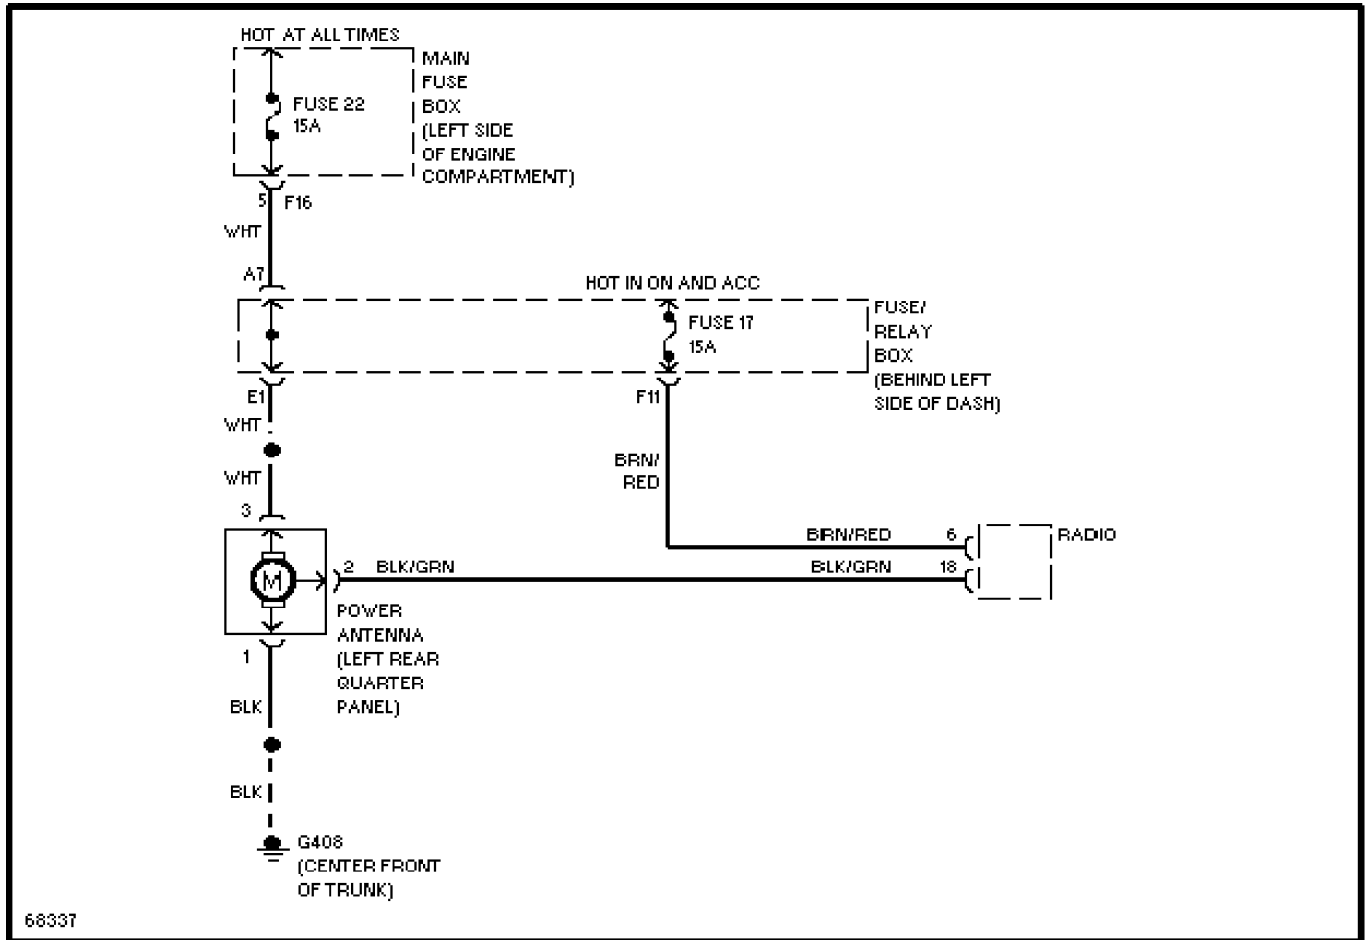 HOT AT ALL TIMES
MAIN
FUSE
BOX
(LEFT SIDE
OF ENGINE
COMPARTMENT)
FUSE 22
15A
5 F16
WHT
A7
HOT IN ON AND ACC
FUSE 17
15A
FUSE/
RELAY
BOX
(BEHIND LEFT
SIDE OF DASH)
E1
F11
WHT
WHT
BRN/
RED
3
BRN/RED 6
RADIO
M
2 BLK/GRN
BLK/GRN 18
POWER
ANTENNA
(LEFT REAR
QUARTER
PANEL)
1
BLK
BLK
G408
(CENTER FRONT
OF TRUNK)
68337